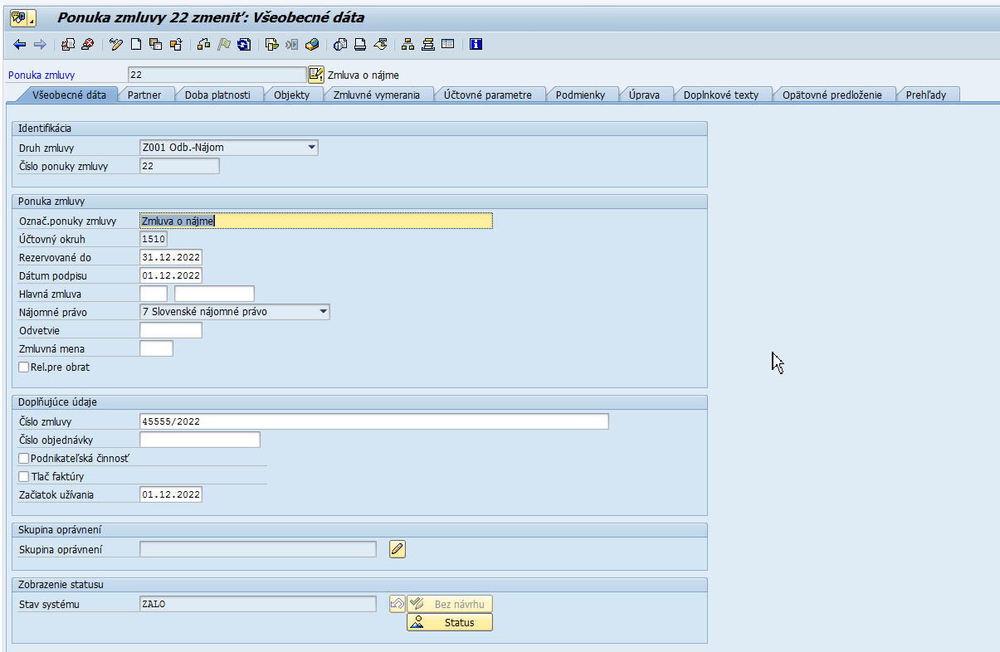 Ponuka zmluvy 22 zmeniť: Všeobecné dáta
Ponuka zmluvy 22 Zmluva o nájme
Všeobecné dáta Partner Doba platnosti Objekty Zmluvné vymerania Účtovné parametre Podmienky Úprava Doplnkové texty Opätovné predloženie Prehľady
Identifikácia
Druh zmluvy Z001 Odb.-Nájom
Číslo ponuky zmluvy 22
Ponuka zmluvy
Označ.ponuky zmluvy Zmluva o nájme
Účtovný okruh 1510
Rezervované do 31.12.2022
Dátum podpisu 01.12.2022
Hlavná zmluva
Nájomné právo 7 Slovenské nájomné právo
Odvetvie
Zmluvná mena
Rel.pre obrat
Doplňujúce údaje
Číslo zmluvy 45555/2022
Číslo objednávky
Podnikateľská činnosť
Tlač faktúry
Začiatok užívania 01.12.2022
Skupina oprávnení
Skupina oprávnení
Zobrazenie statusu
Stav systému ZALO Bez návrhu
Status